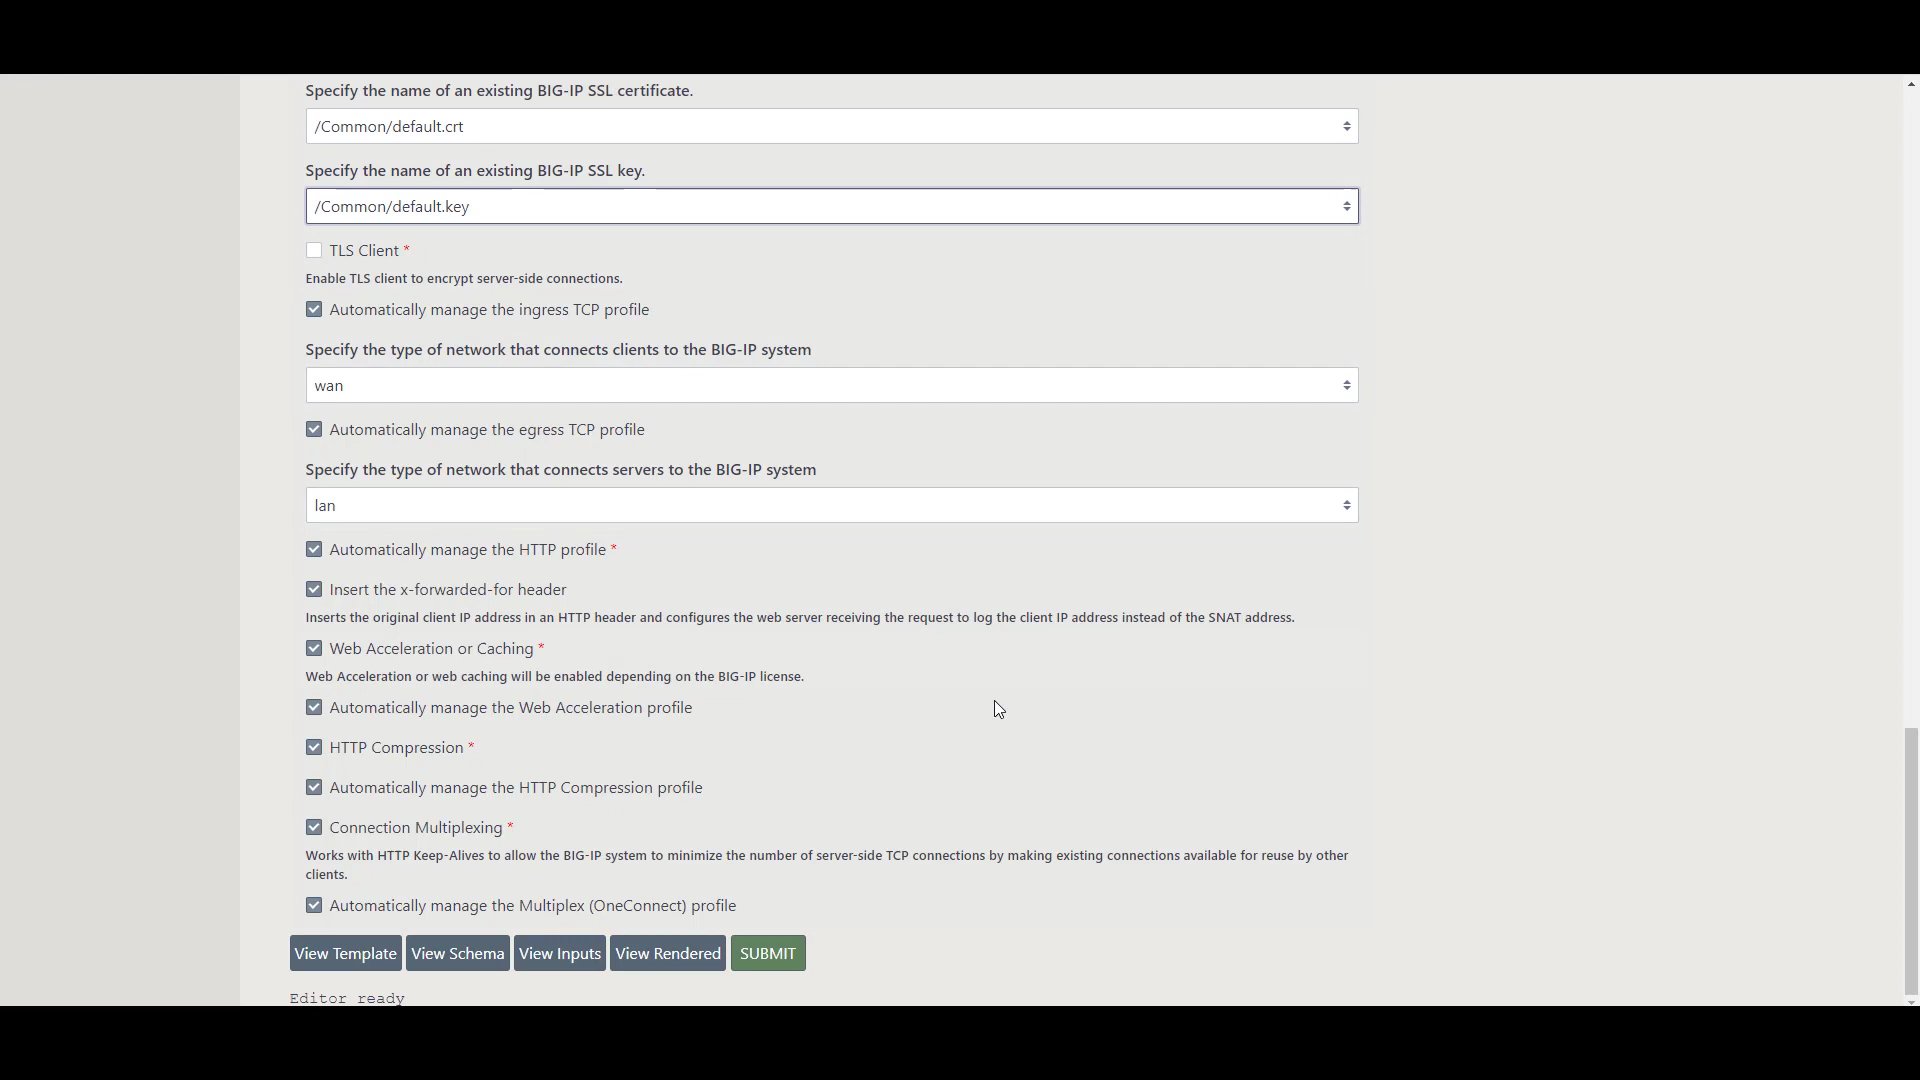 Specify the name of an existing BIG-IP SSL certificate.
/Common/default.crt
Specify the name of an existing BIG-IP SSL key.
/Common/default.key
TLS Client *
Enable TLS client to encrypt server-side connections.
Automatically manage the ingress TCP profile
Specify the type of network that connects clients to the BIG-IP system
wan
Automatically manage the egress TCP profile
Specify the type of network that connects servers to the BIG-IP system
lan
Automatically manage the HTTP profile *
Insert the x-forwarded-for header
Inserts the original client IP address in an HTTP header and configures the web server receiving the request to log the client IP address instead of the SNAT address.
Web Acceleration or Caching *
Web Acceleration or web caching will be enabled depending on the BIG-IP license.
Automatically manage the Web Acceleration profile
HTTP Compression *
Automatically manage the HTTP Compression profile
Connection Multiplexing *
Works with HTTP Keep-Alives to allow the BIG-IP system to minimize the number of server-side TCP connections by making existing connections available for reuse by other
clients.
Automatically manage the Multiplex (OneConnect) profile
View Template View Schema View Inputs View Rendered SUBMIT
Editor ready